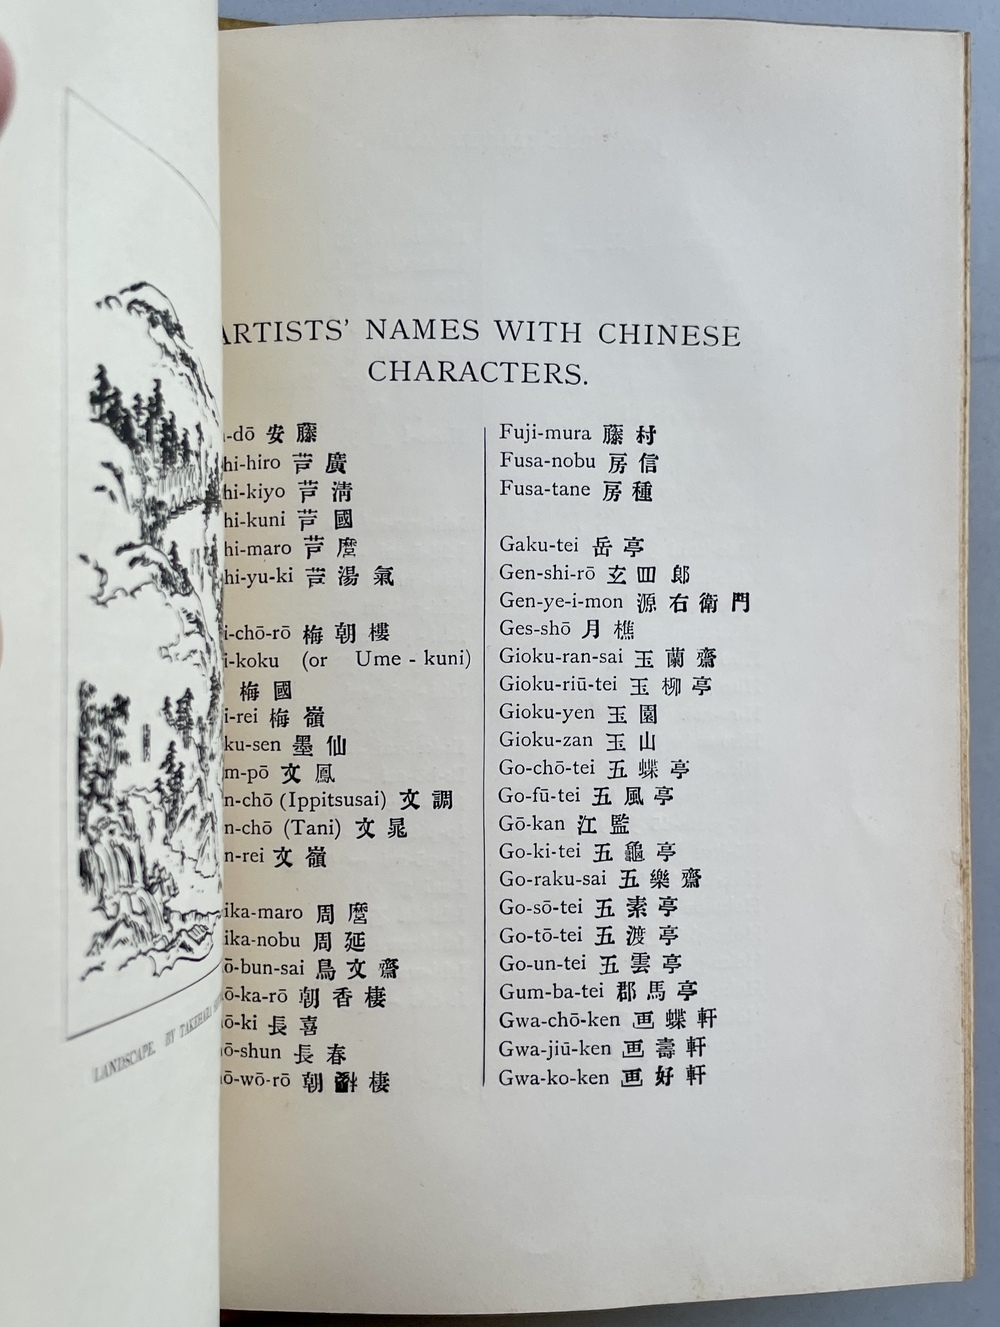 LANDSCAPE. BY TAKEHARA
ARTISTS' NAMES WITH CHINESE
CHARACTERS.
-dō 安藤
hi-hiro 芦廣
hi-kiyo 芦淸
hi-kuni 芦國
hi-maro 芦麿
hi-yu-ki 芦湯氣
i-chō-rō 梅朝樓
i-koku (or Ume-kuni)
梅國
i-rei 梅嶺
ku-sen 墨仙
m-pō 文鳳
n-chō (Ippitsusai) 文調
n-chō (Tani) 文晁
n-rei 文嶺
ika-maro 周麿
ika-nobu 周延
ō-bun-sai 鳥文齋
ō-ka-rō 朝香棲
ō-ki 長喜
ō-shun 長春
ō-wō-rō 朝 棲
Fuji-mura 藤村
Fusa-nobu 房信
Fusa-tane 房種
Gaku-tei 岳亭
Gen-shi-rō 玄四郎
Gen-ye-i-mon 源右衛門
Ges-shō 月樵
Gioku-ran-sai 玉蘭齋
Gioku-riū-tei 玉柳亭
Gioku-yen 玉園
Gioku-zan 玉山
Go-chō-tei 五蝶亭
Go-fū-tei 五風亭
Gō-kan 江監
Go-ki-tei 五龜亭
Go-raku-sai 五樂齋
Go-sō-tei 五素亭
Go-tō-tei 五渡亭
Go-un-tei 五雲亭
Gum-ba-tei 郡馬亭
Gwa-chō-ken 画蝶軒
Gwa-jiū-ken 画壽軒
Gwa-ko-ken 画好軒